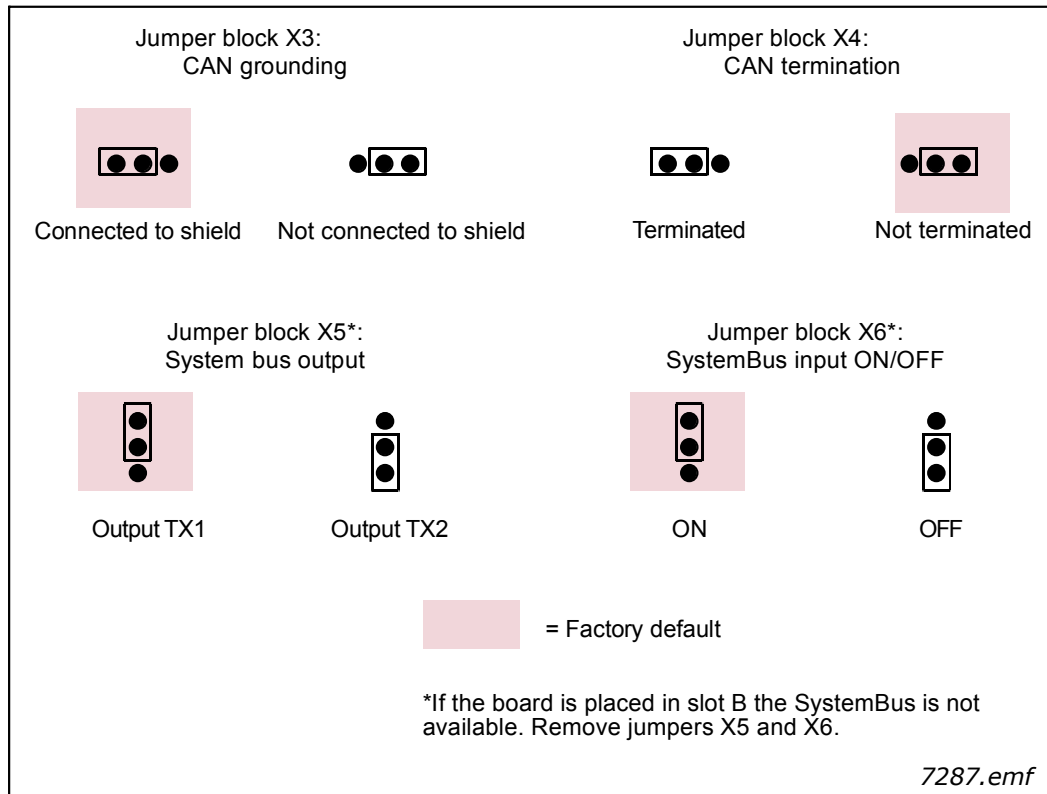 Jumper block X3:
CAN grounding
Jumper block X4:
CAN termination
Connected to shield
Not connected to shield
Terminated
Not terminated
Jumper block X5*:
System bus output
Jumper block X6*:
SystemBus input ON/OFF
Output TX1
Output TX2
ON
OFF
= Factory default
*If the board is placed in slot B the SystemBus is not
available. Remove jumpers X5 and X6.
7287.emf